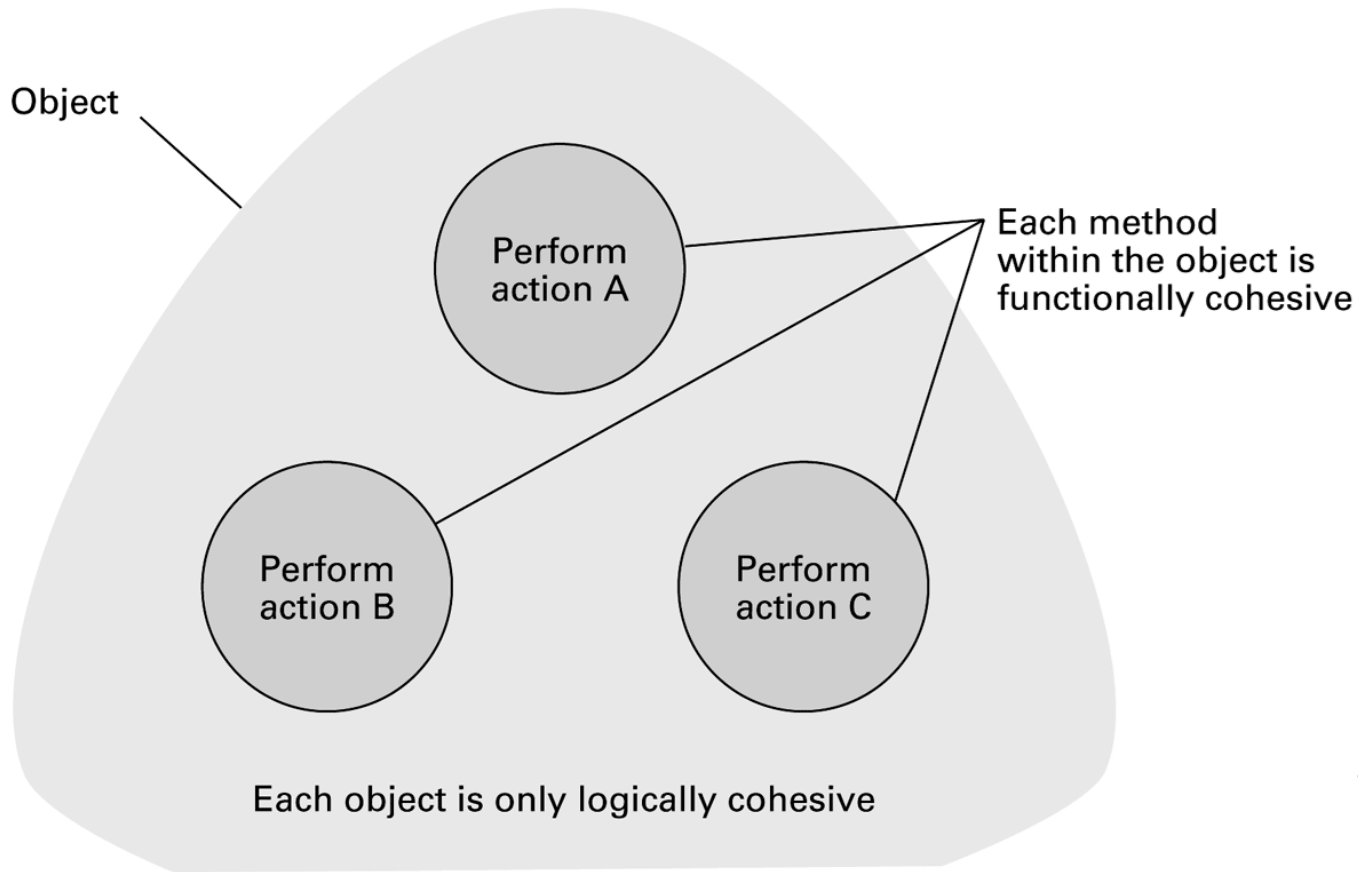 Object
Perform
action A
Each method
within the object is
functionally cohesive
Perform
action B
Perform
action C
Each object is only logically cohesive